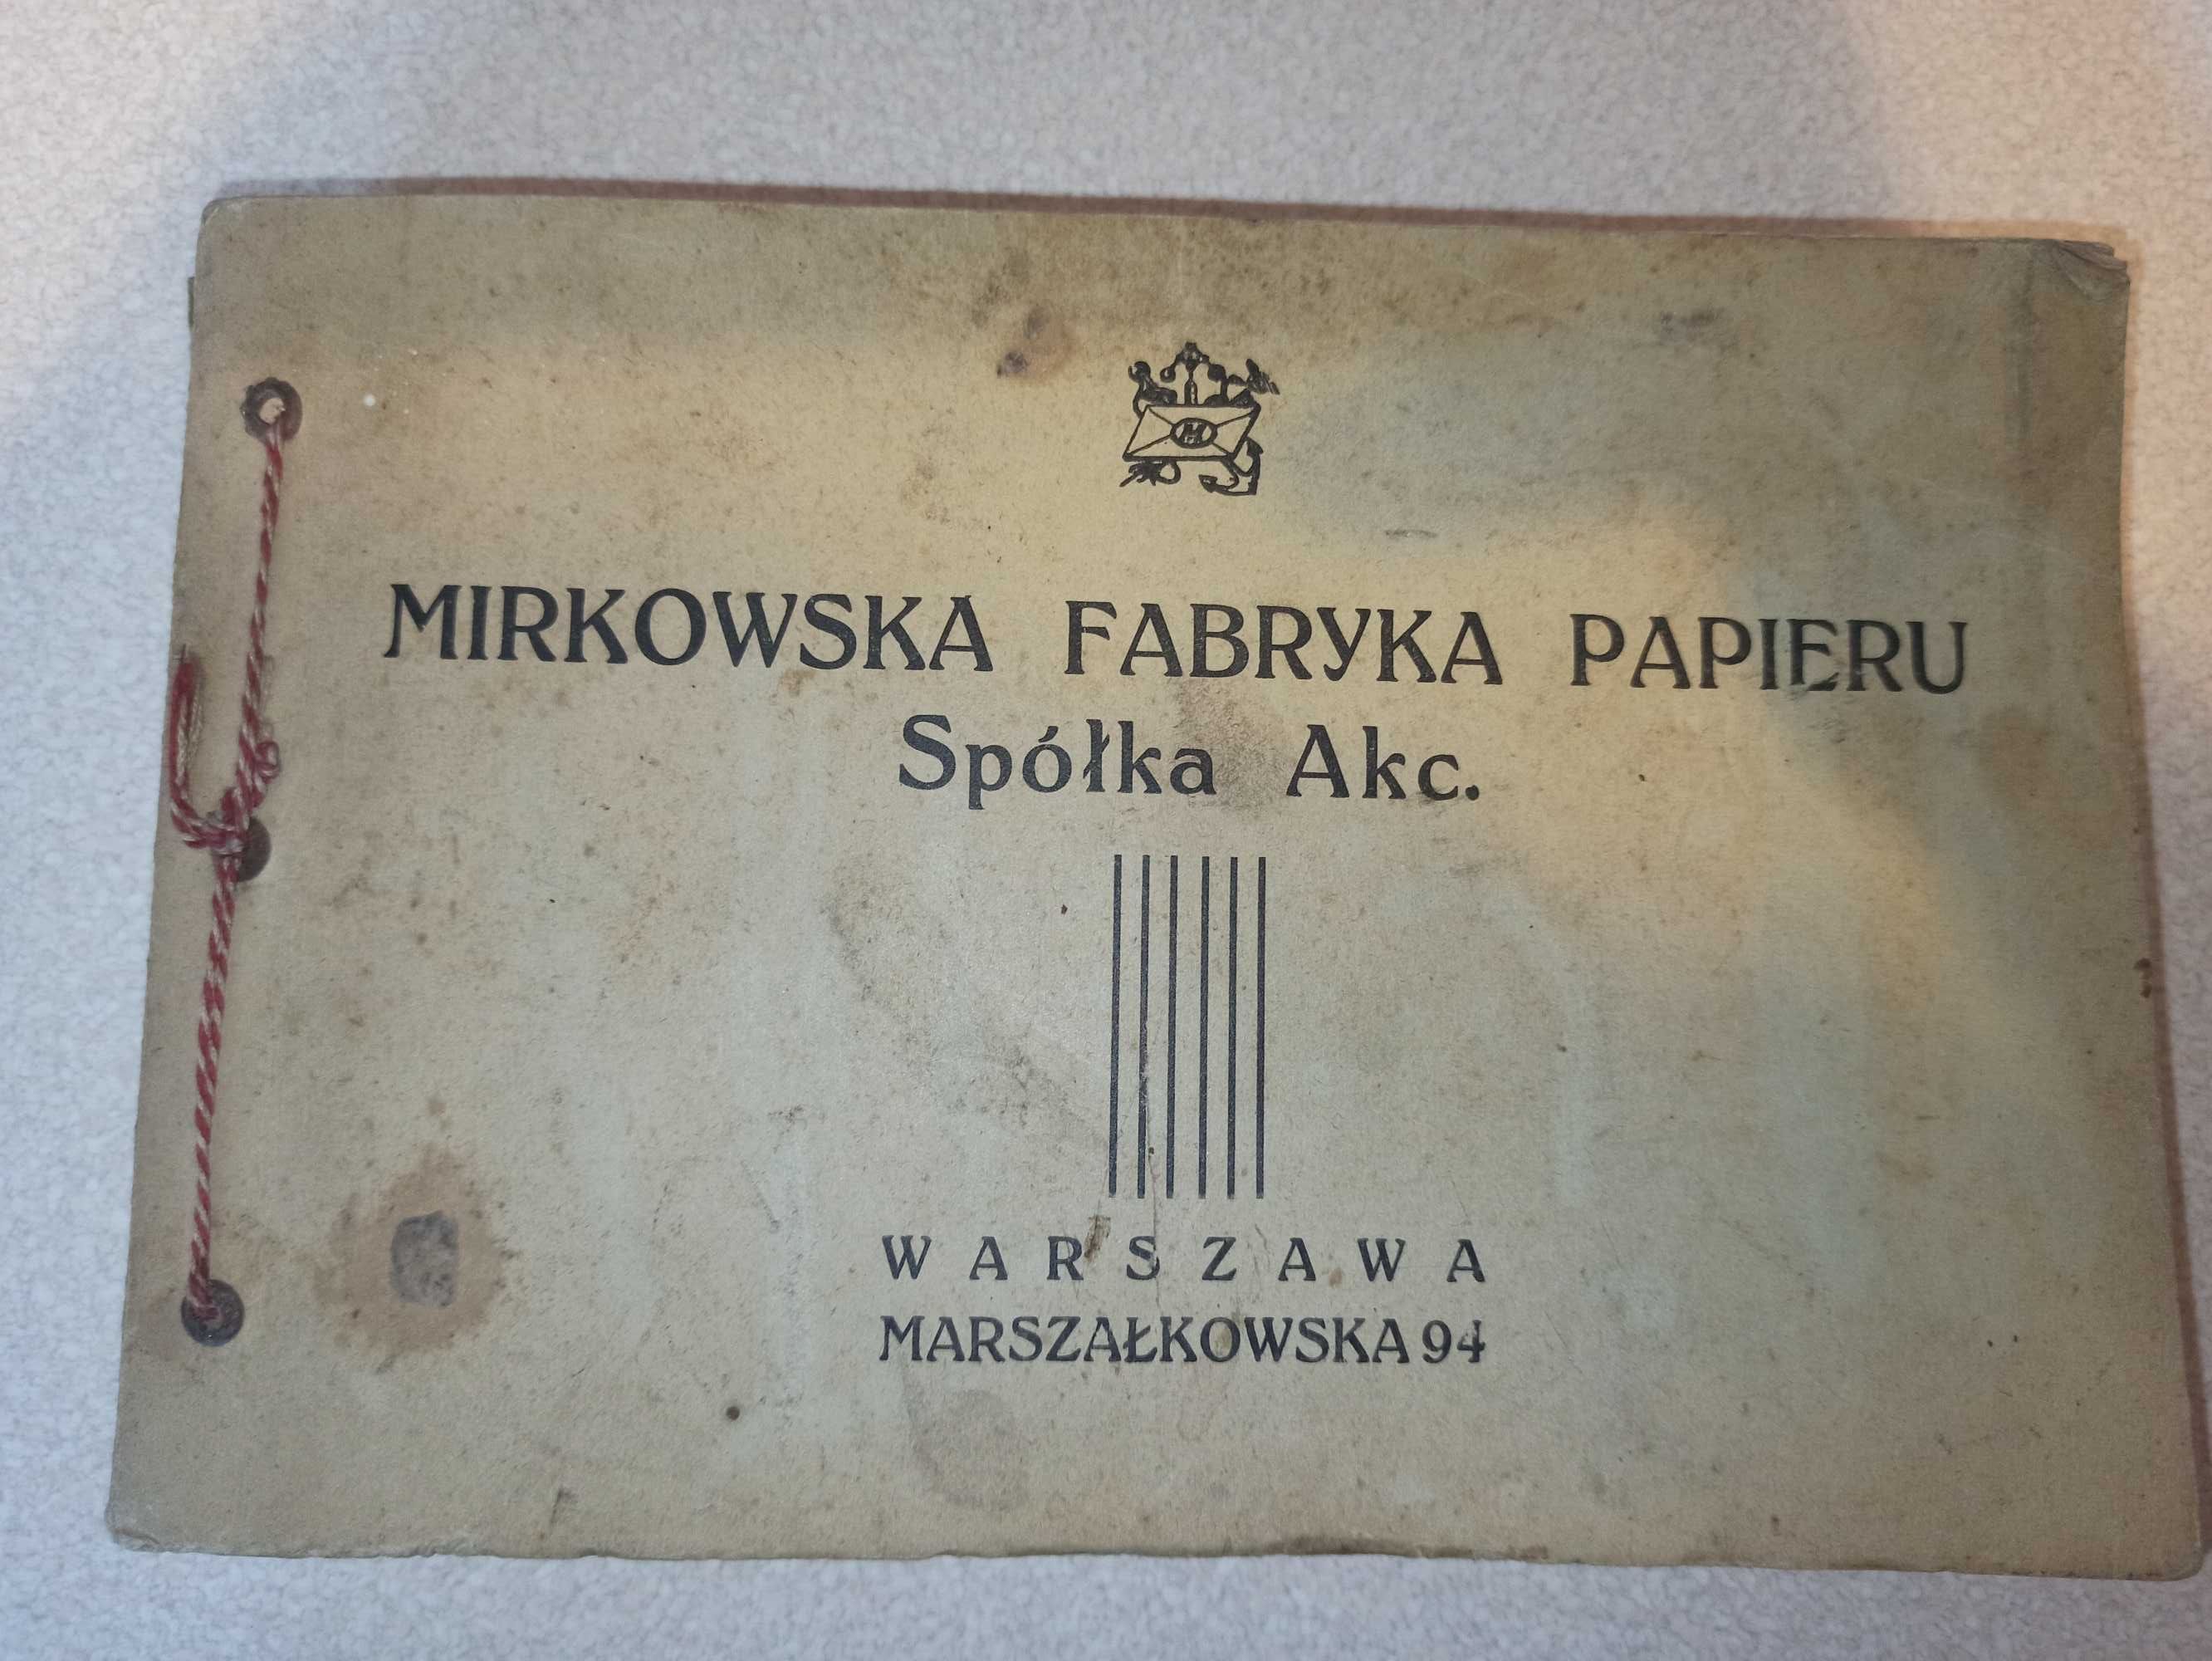 M
MIRKOWSKA FABRYKA PAPIERU
Spółka Akc.
WARSZAWA
MARSZAŁKOWSKA 94